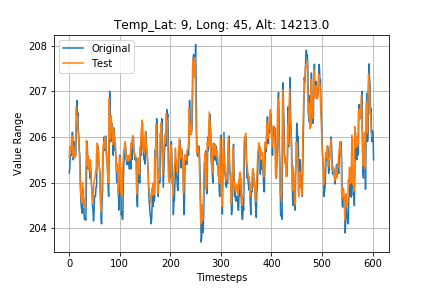 Temp_Lat: 9, Long: 45, Alt: 14213.0
Original
Test
Value Range
208
207
206
205
204
0 100 200 300 400 500 600
Timesteps